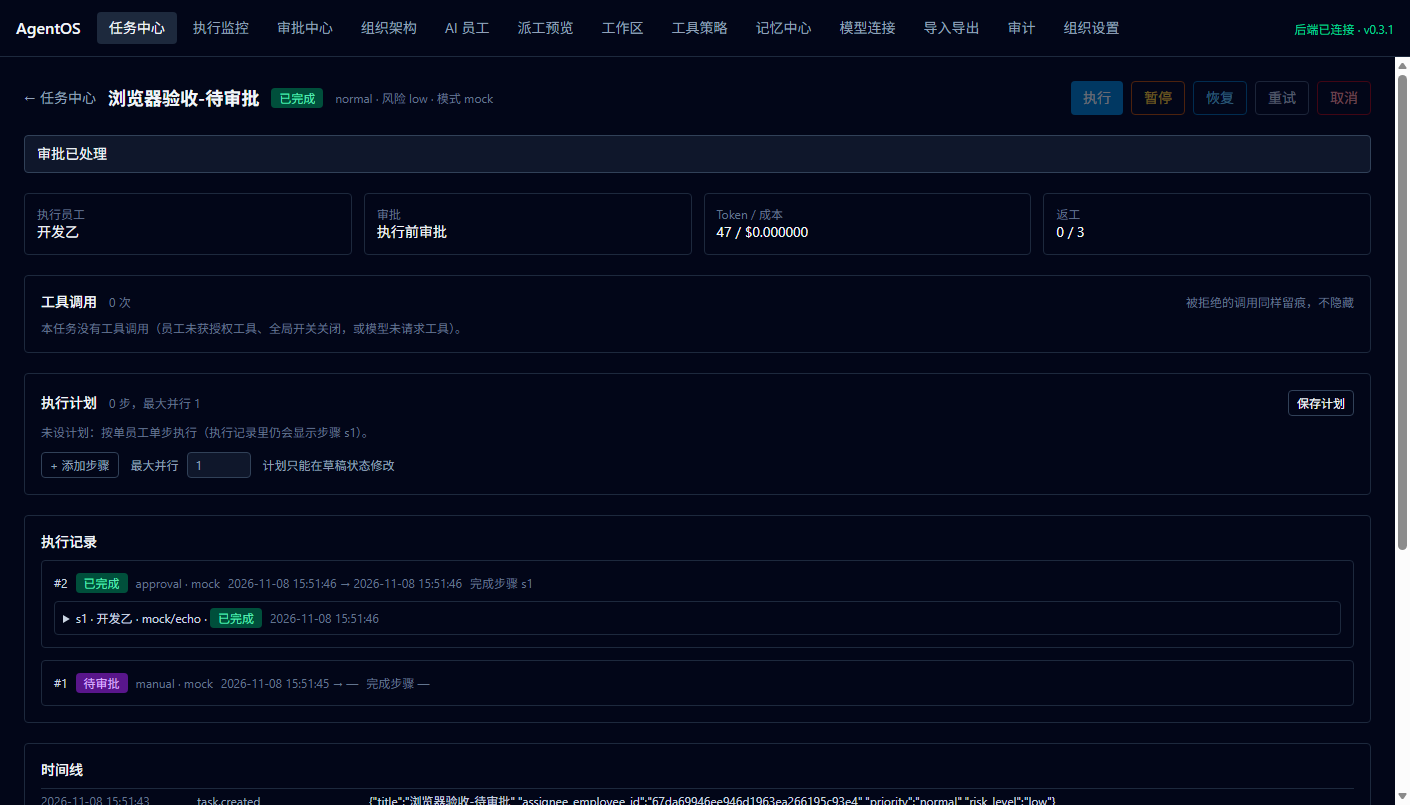 AgentOS 任务中心 执行监控 审批中心 组织架构 AI 员工 派工预览 工作区 工具策略 记忆中心 模型连接 导入导出 审计 组织设置 后端已连接 · v0.3.1
← 任务中心 浏览器验收-待审批 已完成 normal · 风险 low · 模式 mock 执行 暂停 恢复 重试 取消
审批已处理
执行员工
开发乙
审批
执行前审批
Token / 成本
47 / $0.000000
返工
0 / 3
工具调用 0 次 被拒绝的调用同样留痕，不隐藏
本任务没有工具调用（员工未获授权工具、全局开关关闭，或模型未请求工具）。
执行计划 0 步，最大并行 1 保存计划
未设计划：按单员工单步执行（执行记录里仍会显示步骤 s1）。
+ 添加步骤 最大并行 1 计划只能在草稿状态修改
执行记录
#2 已完成 approval · mock 2026-11-08 15:51:46 → 2026-11-08 15:51:46 完成步骤 s1
▶ s1 · 开发乙 · mock/echo · 已完成 2026-11-08 15:51:46
#1 待审批 manual · mock 2026-11-08 15:51:45 → — 完成步骤 —
时间线
2026-11-08 15:51:43 task.created {"title":"浏览器验收-待审批","assignee_employee_id":"67da69946ee946d1963ea266195c93e4","priority":"normal","risk_level":"low"}